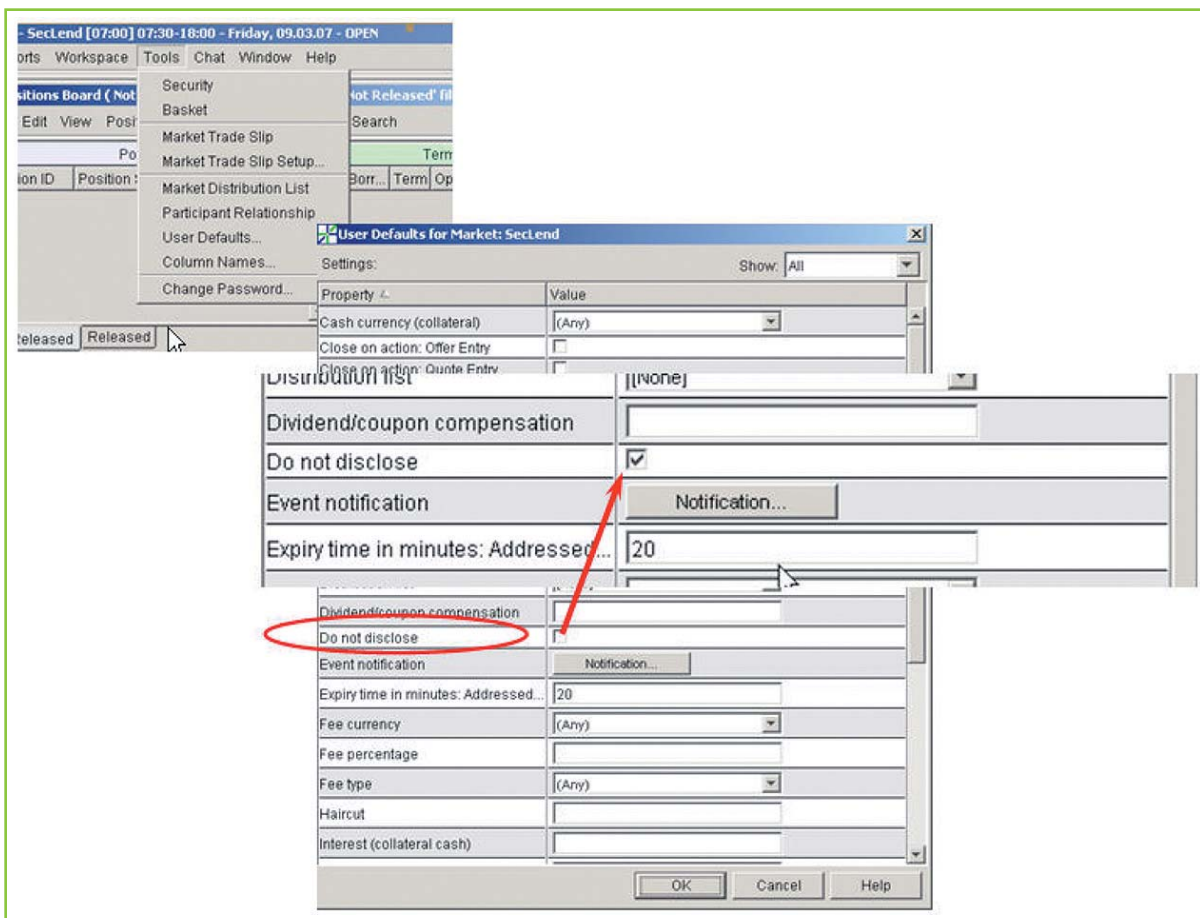 - SecLend [07:00] 07:30-18:00 - Friday, 09.03.07 - OPEN
orts Workspace Tools Chat Window Help
Security
Basket
Market Trade Slip
Market Trade Slip Setup...
Market Distribution List
Participant Relationship
User Defaults...
Column Names...
Change Password...
sitions Board ( Not
Not Released' fil
Edit View Posi
Search
Po
Term
ion ID Position S
Borr... Term Op
Released Released
User Defaults for Market: SecLend
Settings: Show: All
Property Value
Cash currency (collateral) (Any)
Close on action: Offer Entry
Close on action: Quote Entry
Distribution list [None]
Dividend/coupon compensation
Do not disclose
Event notification Notification...
Expiry time in minutes: Addressed... 20
Dividend/coupon compensation
Do not disclose
Event notification Notification...
Expiry time in minutes: Addressed... 20
Fee currency (Any)
Fee percentage
Fee type (Any)
Haircut
Interest (collateral cash)
OK Cancel Help